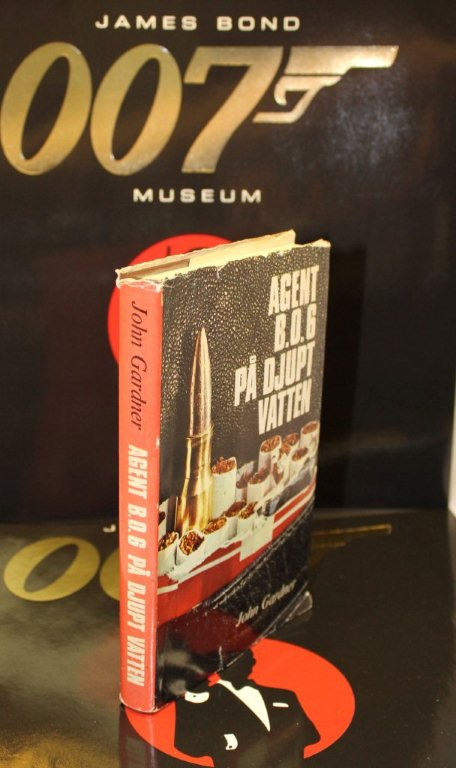 JAMES BOND
007
MUSEUM
AGENT
B.O.6
PÅ DJUPT
VATTEN
John Gardner
John Gardner AGENT B.O.6 PÅ DJUPT VATTEN